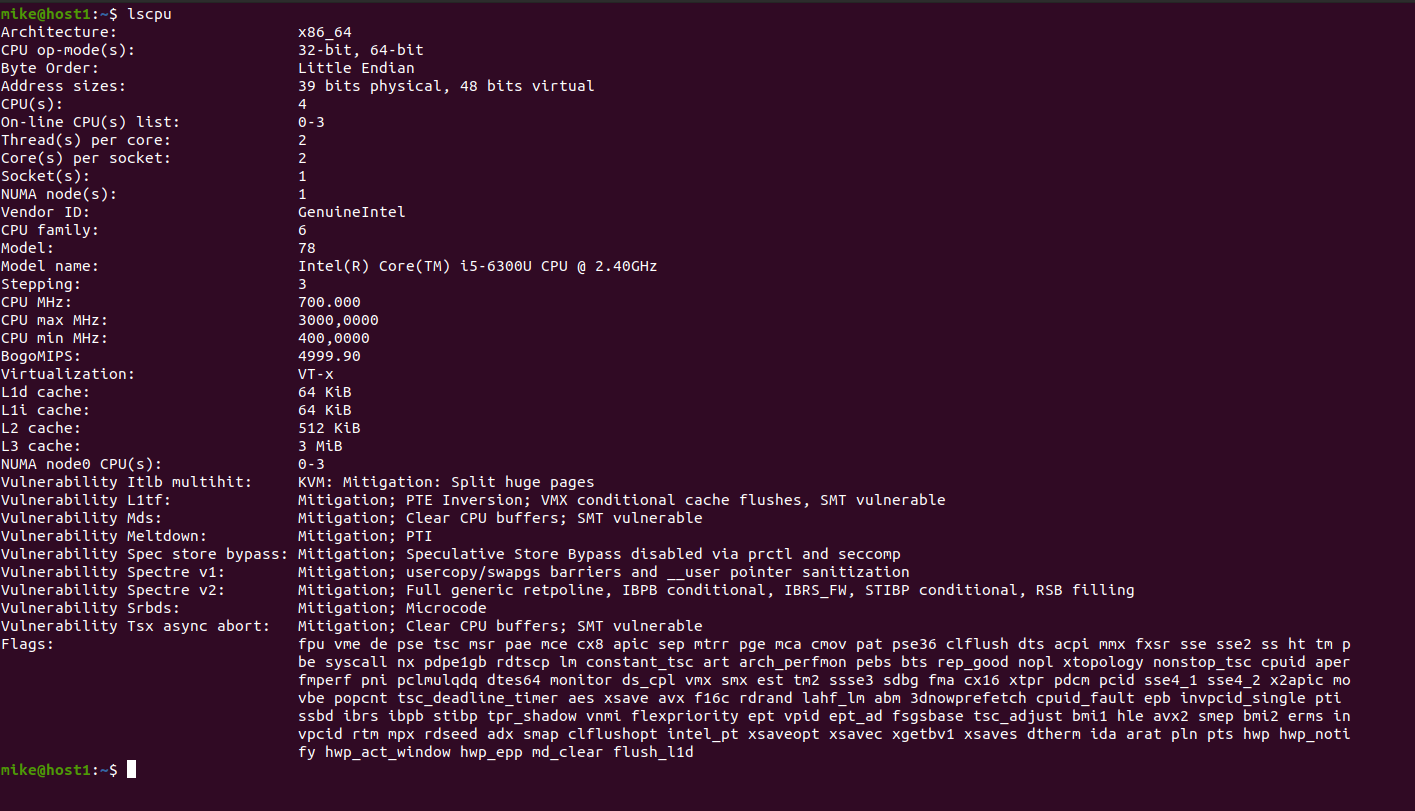 mike@host1:~$ lscpu
Architecture:                    x86_64
CPU op-mode(s):                  32-bit, 64-bit
Byte Order:                      Little Endian
Address sizes:                   39 bits physical, 48 bits virtual
CPU(s):                          4
On-line CPU(s) list:             0-3
Thread(s) per core:              2
Core(s) per socket:              2
Socket(s):                       1
NUMA node(s):                    1
Vendor ID:                       GenuineIntel
CPU family:                      6
Model:                           78
Model name:                      Intel(R) Core(TM) i5-6300U CPU @ 2.40GHz
Stepping:                        3
CPU MHz:                         700.000
CPU max MHz:                     3000,0000
CPU min MHz:                     400,0000
BogoMIPS:                        4999.90
Virtualization:                  VT-x
L1d cache:                       64 KiB
L1i cache:                       64 KiB
L2 cache:                        512 KiB
L3 cache:                        3 MiB
NUMA node0 CPU(s):               0-3
Vulnerability Itlb multihit:     KVM: Mitigation: Split huge pages
Vulnerability L1tf:              Mitigation; PTE Inversion; VMX conditional cache flushes, SMT vulnerable
Vulnerability Mds:               Mitigation; Clear CPU buffers; SMT vulnerable
Vulnerability Meltdown:          Mitigation; PTI
Vulnerability Spec store bypass: Mitigation; Speculative Store Bypass disabled via prctl and seccomp
Vulnerability Spectre v1:        Mitigation; usercopy/swapgs barriers and __user pointer sanitization
Vulnerability Spectre v2:        Mitigation; Full generic retpoline, IBPB conditional, IBRS_FW, STIBP conditional, RSB filling
Vulnerability Srbds:             Mitigation; Microcode
Vulnerability Tsx async abort:   Mitigation; Clear CPU buffers; SMT vulnerable
Flags:                           fpu vme de pse tsc msr pae mce cx8 apic sep mtrr pge mca cmov pat pse36 clflush dts acpi mmx fxsr sse sse2 ss ht tm p
                                 be syscall nx pdpe1gb rdtscp lm constant_tsc art arch_perfmon pebs bts rep_good nopl xtopology nonstop_tsc cpuid aper
                                 fmperf pni pclmulqdq dtes64 monitor ds_cpl vmx smx est tm2 ssse3 sdbg fma cx16 xtpr pdcm pcid sse4_1 sse4_2 x2apic mo
                                 vbe popcnt tsc_deadline_timer aes xsave avx f16c rdrand lahf_lm abm 3dnowprefetch cpuid_fault epb invpcid_single pti
                                 ssbd ibrs ibpb stibp tpr_shadow vnmi flexpriority ept vpid ept_ad fsgsbase tsc_adjust bmi1 hle avx2 smep bmi2 erms in
                                 vpcid rtm mpx rdseed adx smap clflushopt intel_pt xsaveopt xsavec xgetbv1 xsaves dtherm ida arat pln pts hwp hwp_noti
                                 fy hwp_act_window hwp_epp md_clear flush_l1d
mike@host1:~$